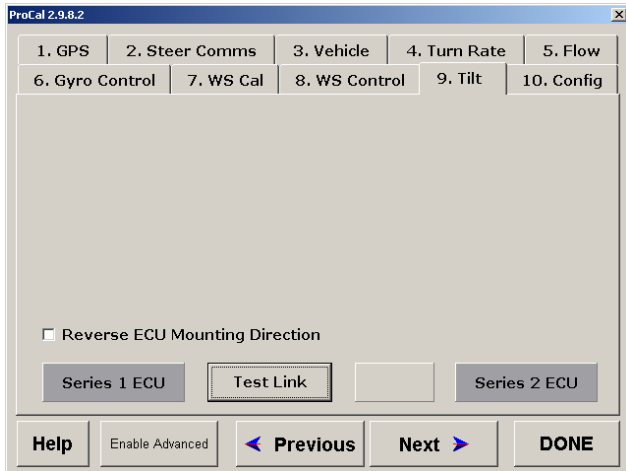 ProCal 2.9.8.2
1. GPS 2. Steer Comms 3. Vehicle 4. Turn Rate 5. Flow
6. Gyro Control 7. WS Cal 8. WS Control 9. Tilt 10. Config
Reverse ECU Mounting Direction
Series 1 ECU Test Link Series 2 ECU
Help Enable Advanced Previous Next DONE